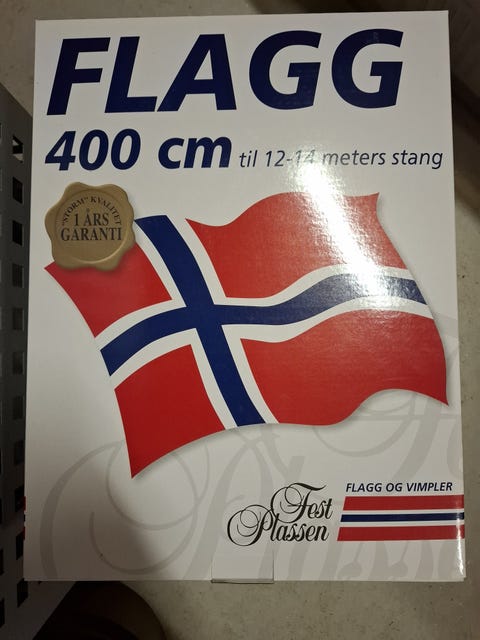 FLAGG
400 cm til 12-14 meters stang
"STORM" KVALITET
1 ÅRS
GARANTI
FLAGG OG VIMPLER
Fest
Plassen